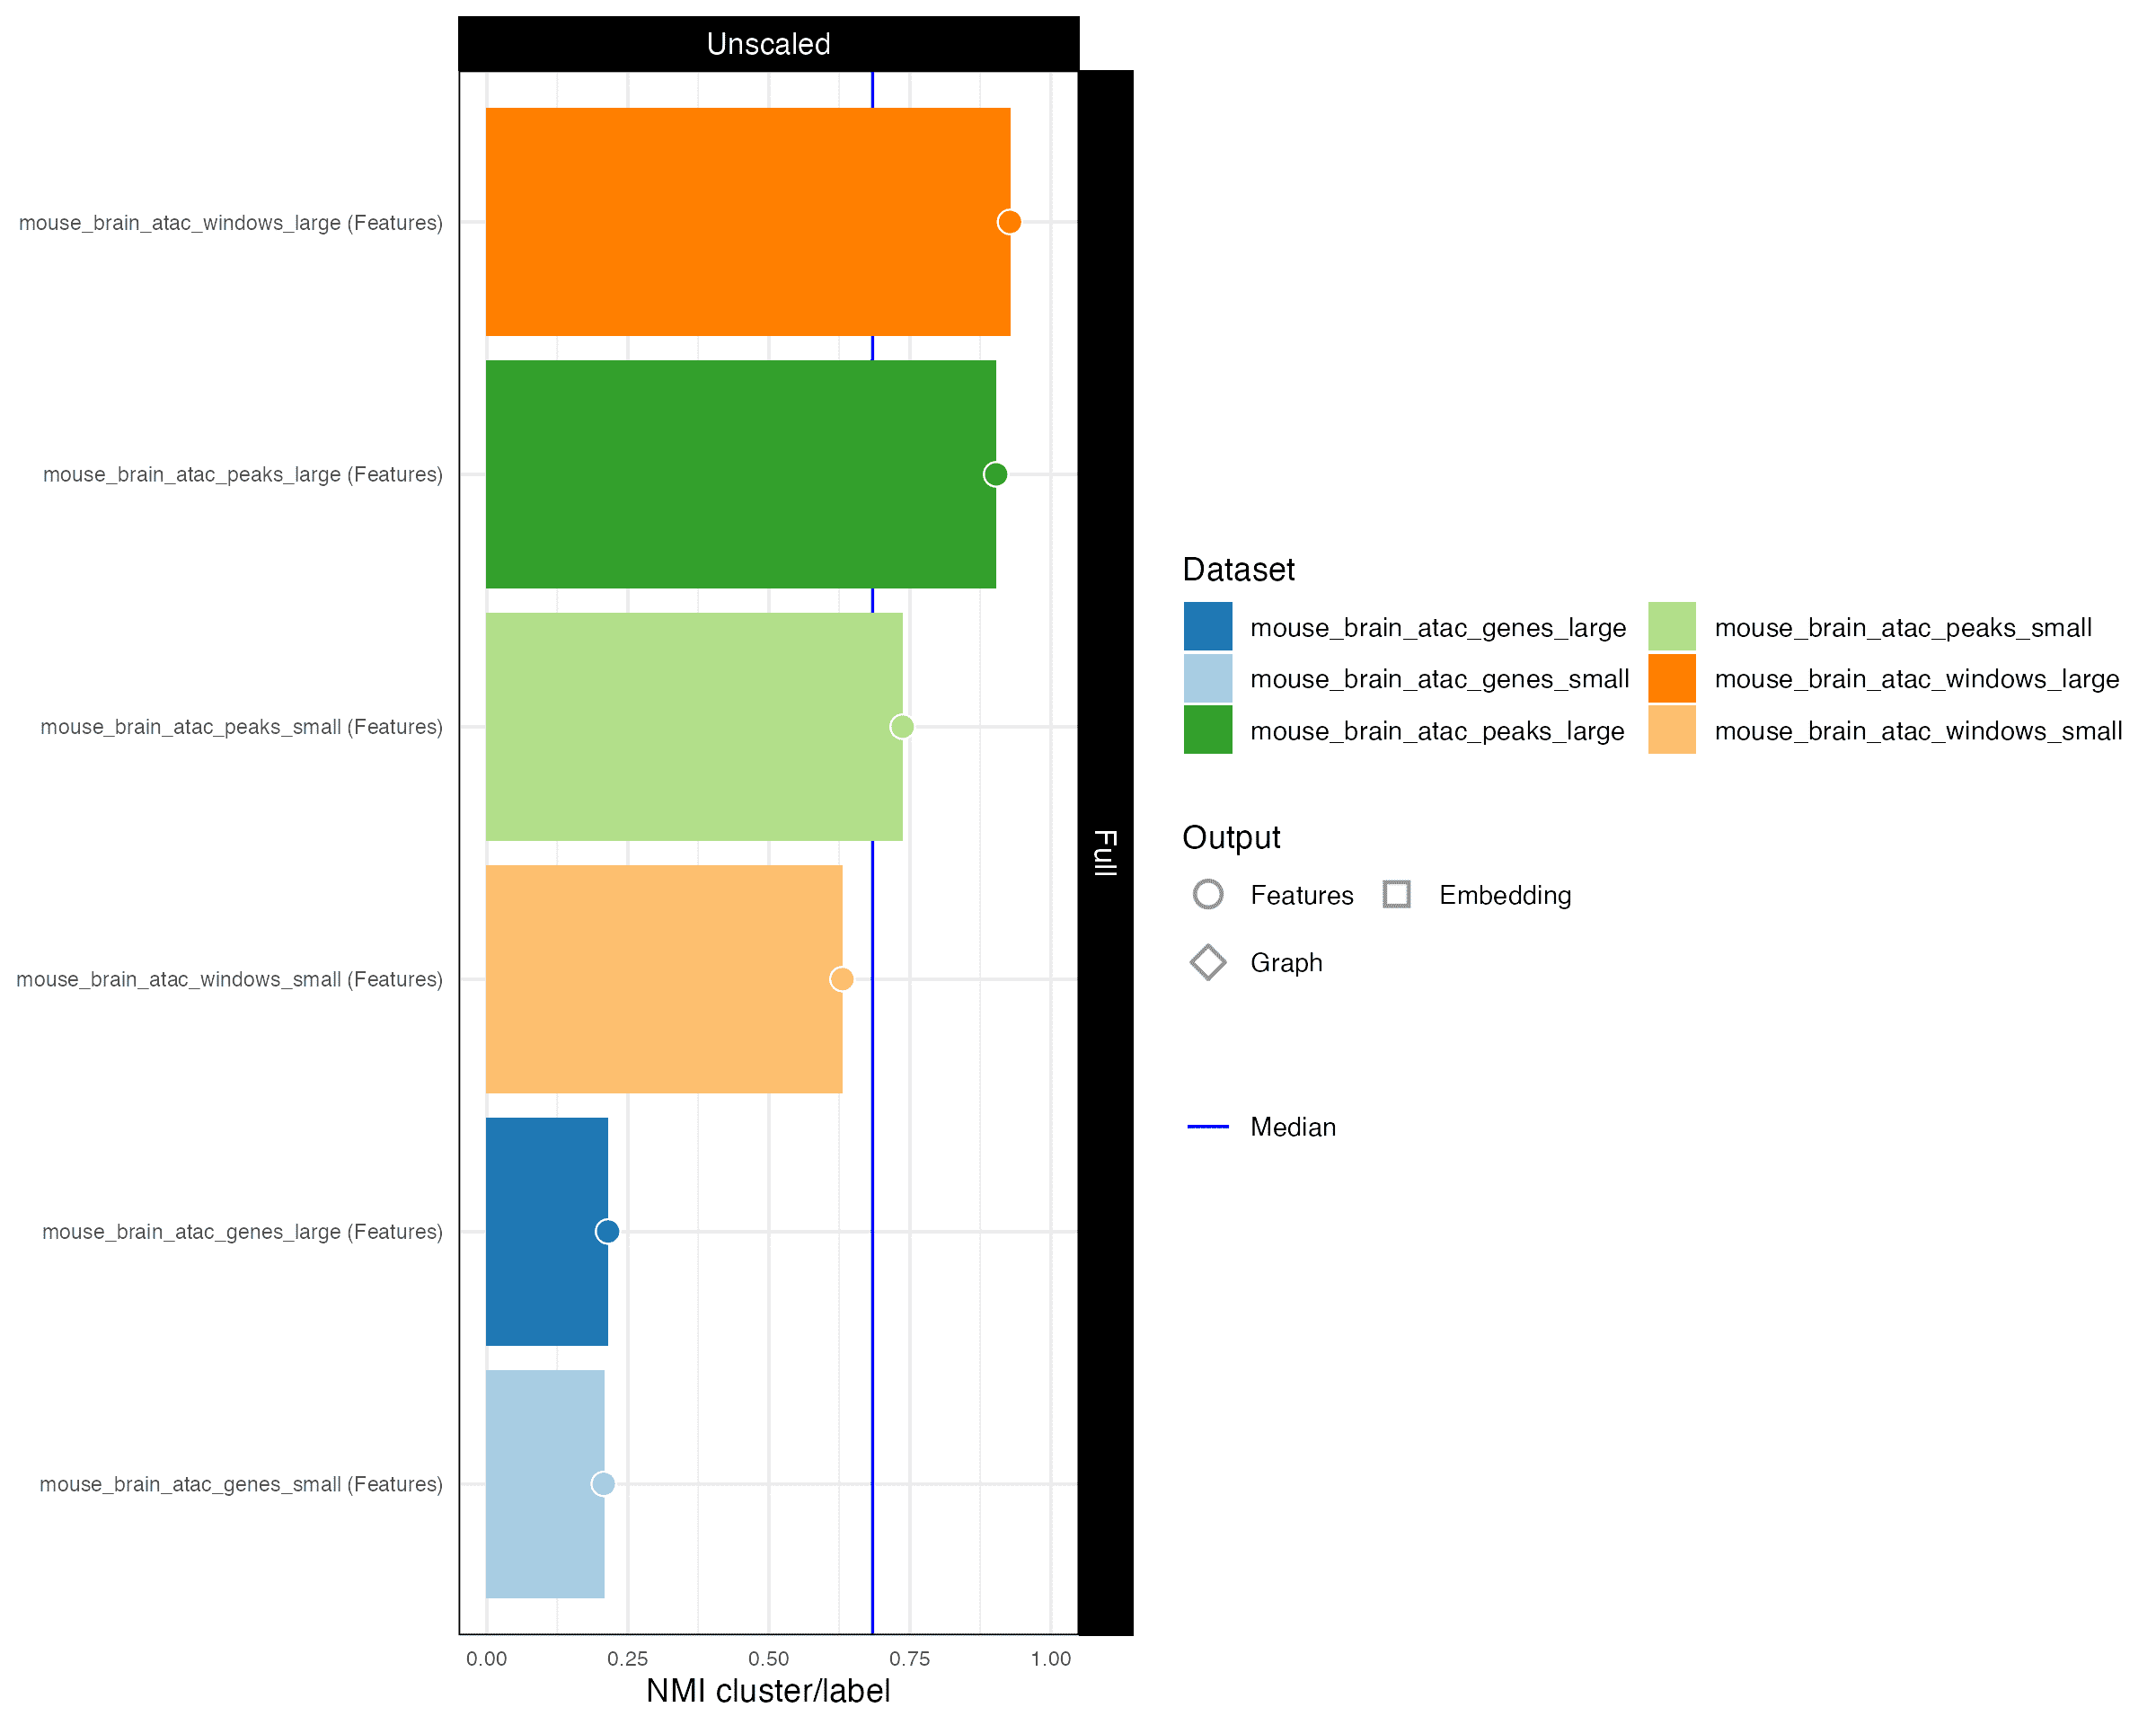 Unscaled
mouse_brain_atac_windows_large (Features)
mouse_brain_atac_peaks_large (Features)
mouse_brain_atac_peaks_small (Features)
mouse_brain_atac_windows_small (Features)
mouse_brain_atac_genes_large (Features)
mouse_brain_atac_genes_small (Features)
0.00 0.25 0.50 0.75 1.00
NMI cluster/label
Full
Dataset
mouse_brain_atac_genes_large mouse_brain_atac_peaks_small
mouse_brain_atac_genes_small mouse_brain_atac_windows_large
mouse_brain_atac_peaks_large mouse_brain_atac_windows_small
Output
Features Embedding
Graph
Median